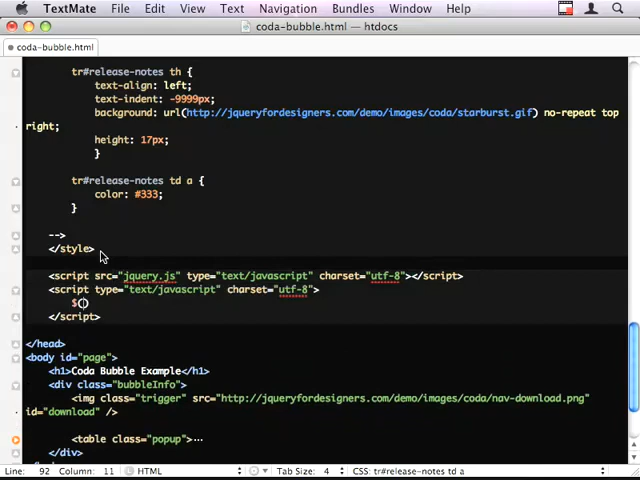 TextMate File Edit View Text Navigation Bundles Window Help
coda-bubble.html — htdocs
coda-bubble.html
tr#release-notes th {
text-align: left;
text-indent: -9999px;
background: url(http://jqueryfordesigners.com/demo/images/coda/starburst.gif) no-repeat top
right;
height: 17px;
}
tr#release-notes td a {
color: #333;
}
-->
</style>
<script src="jquery.js" type="text/javascript" charset="utf-8"></script>
<script type="text/javascript" charset="utf-8">
$()
</script>
</head>
<body id="page">
<h1>Coda Bubble Example</h1>
<div class="bubbleInfo">
<img class="trigger" src="http://jqueryfordesigners.com/demo/images/coda/nav-download.png"
id="download" />
<table class="popup">…
</div>
Line: 92 Column: 11 HTML Tab Size: 4 CSS: tr#release-notes td a